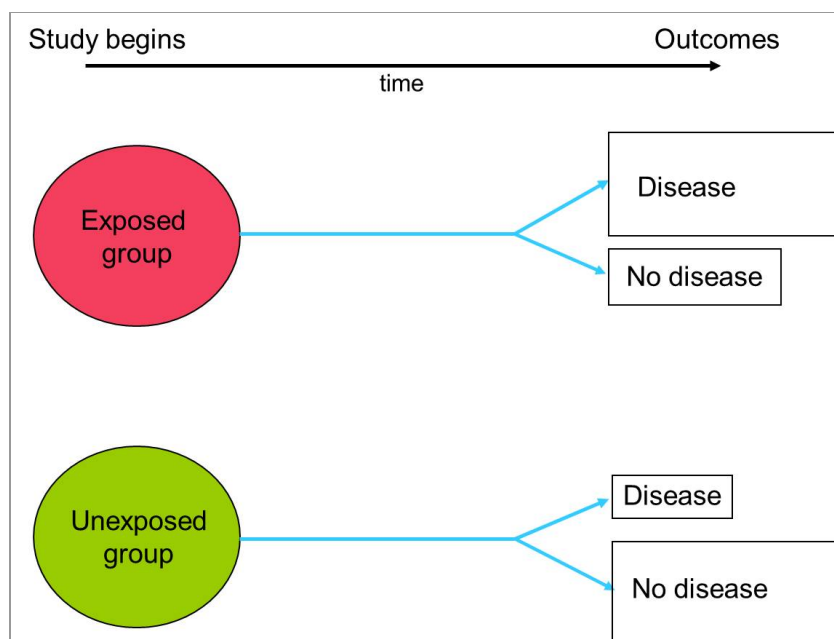 Study begins
Outcomes
time
Exposed
group
Disease
No disease
Unexposed
group
Disease
No disease